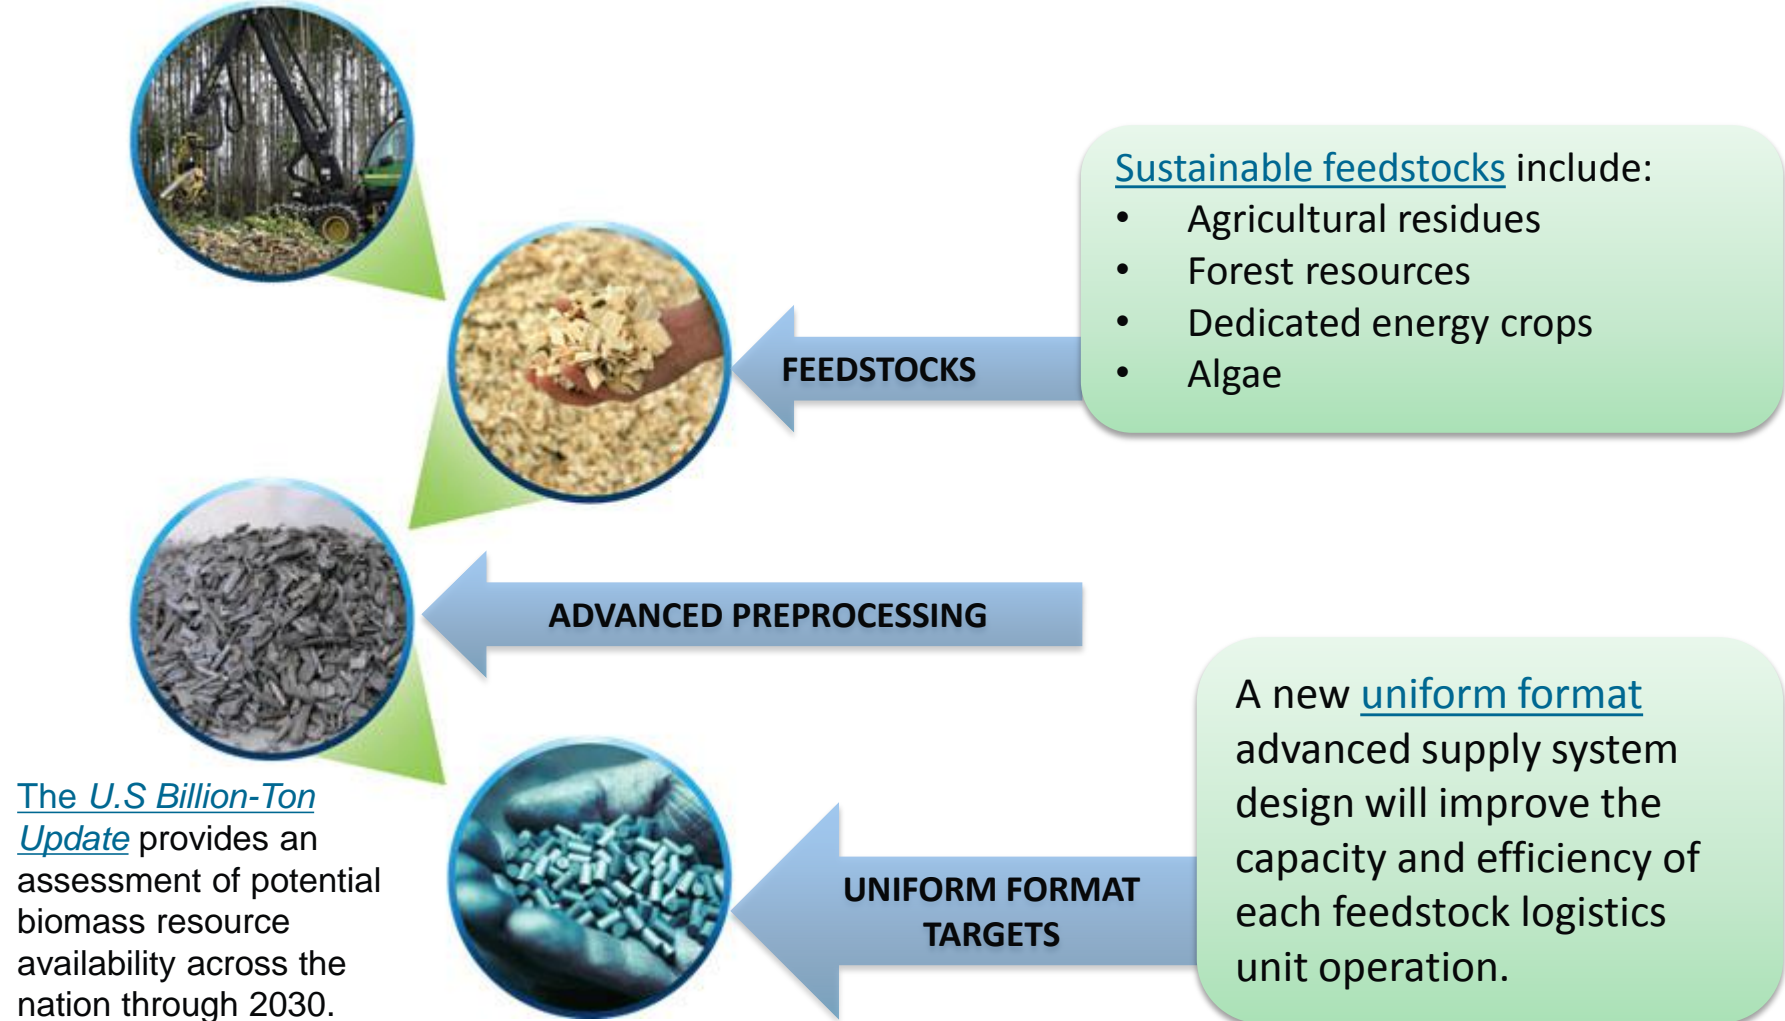 Sustainable feedstocks include:
• Agricultural residues
• Forest resources
• Dedicated energy crops
• Algae
FEEDSTOCKS
ADVANCED PREPROCESSING
A new uniform format
advanced supply system
design will improve the
capacity and efficiency of
each feedstock logistics
unit operation.
UNIFORM FORMAT
TARGETS
The U.S Billion-Ton
Update provides an
assessment of potential
biomass resource
availability across the
nation through 2030.